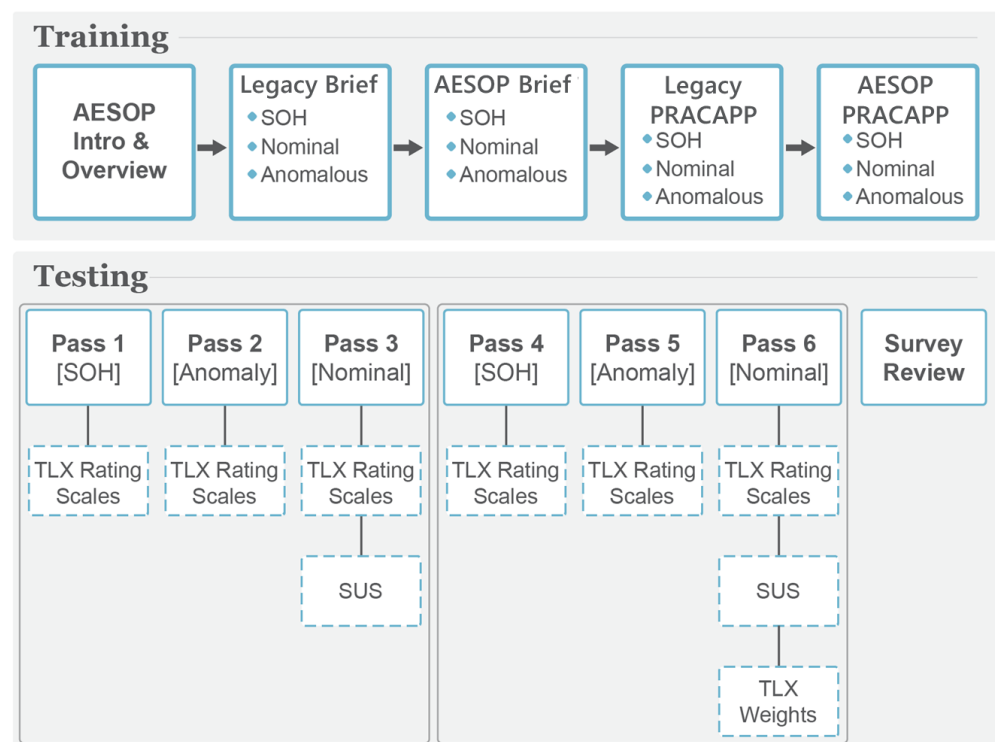 Training
AESOP
Intro &
Overview
Legacy Brief
SOH
Nominal
Anomalous
AESOP Brief
SOH
Nominal
Anomalous
Legacy
PRACAPP
SOH
Nominal
Anomalous
AESOP
PRACAPP
SOH
Nominal
Anomalous
Testing
Pass 1
[SOH]
TLX Rating
Scales
Pass 2
[Anomaly]
TLX Rating
Scales
Pass 3
[Nominal]
TLX Rating
Scales
SUS
Pass 4
[SOH]
TLX Rating
Scales
Pass 5
[Anomaly]
TLX Rating
Scales
Pass 6
[Nominal]
TLX Rating
Scales
SUS
TLX
Weights
Survey
Review